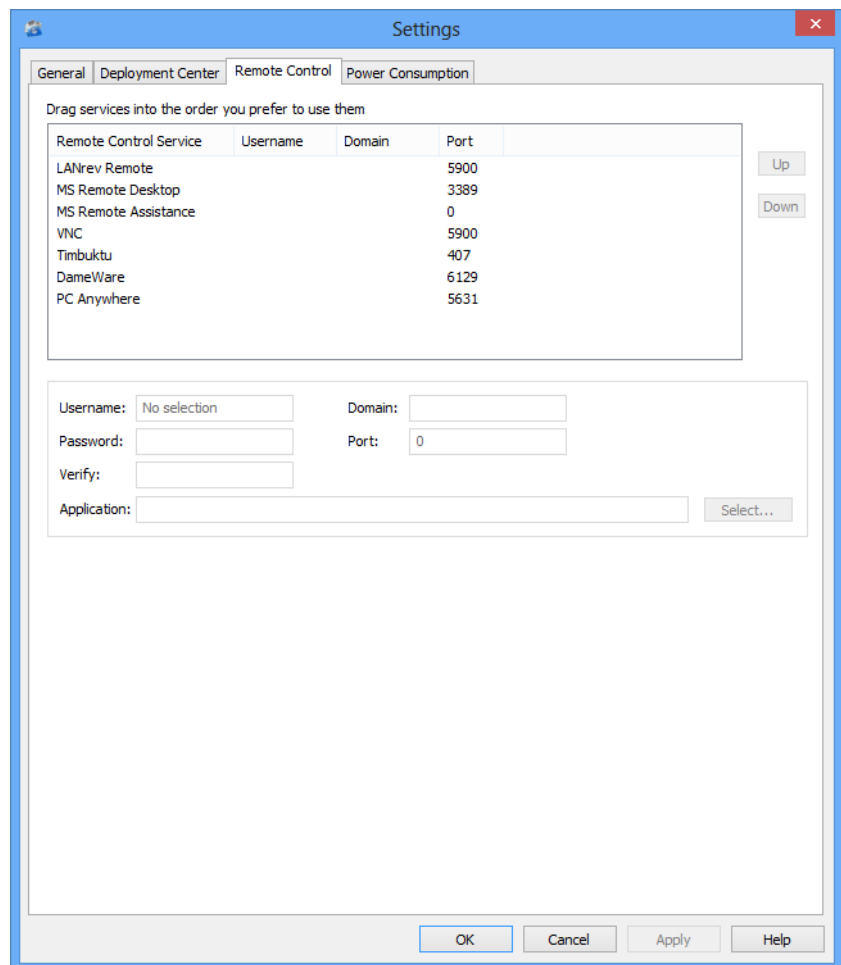 Settings
General Deployment Center Remote Control Power Consumption
Drag services into the order you prefer to use them
Remote Control Service Username Domain Port
Up
LANrev Remote 5900
MS Remote Desktop 3389
Down
MS Remote Assistance 0
VNC 5900
Timbuktu 407
DameWare 6129
PC Anywhere 5631
Username: No selection Domain:
Password: Port: 0
Verify:
Application: Select...
OK Cancel Apply Help